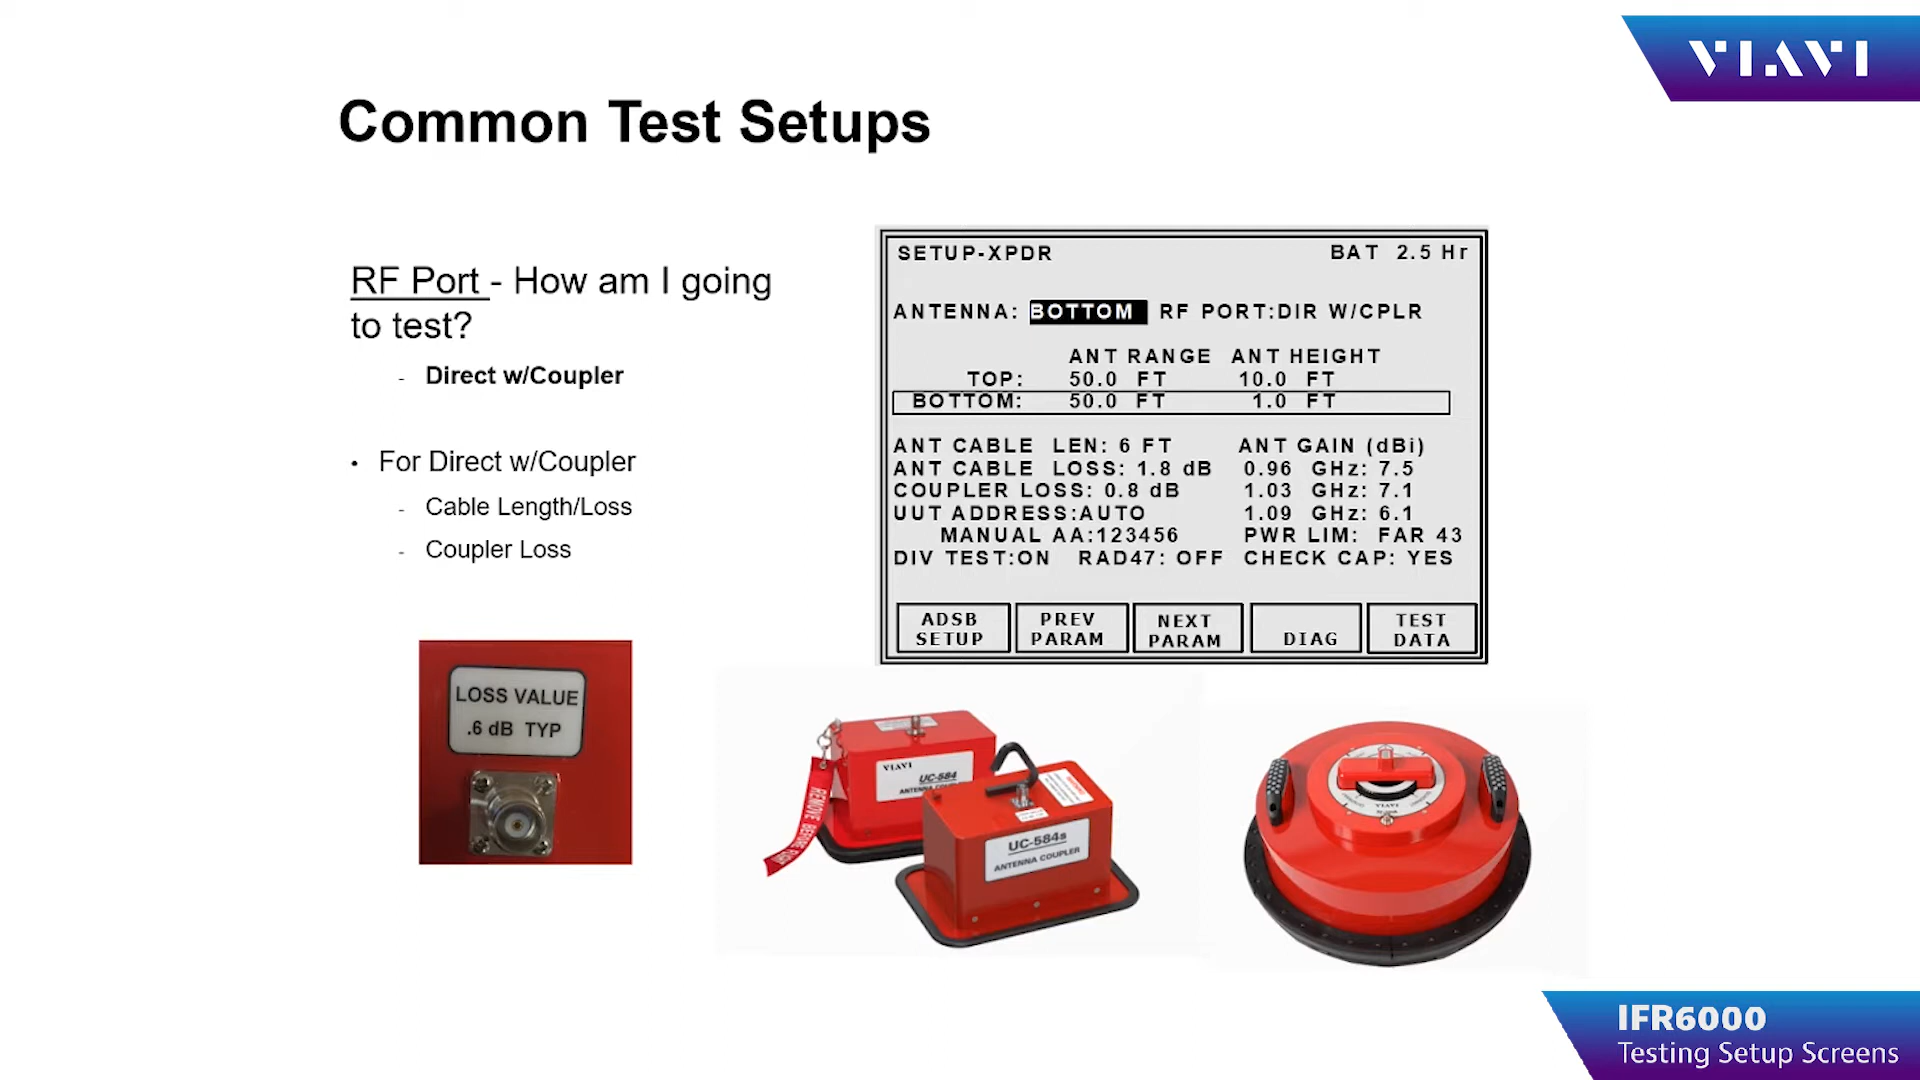 VIAVI
Common Test Setups
RF Port - How am I going
to test?
- Direct w/Coupler
• For Direct w/Coupler
- Cable Length/Loss
- Coupler Loss
SETUP-XPDR BAT 2.5 Hr
ANTENNA: BOTTOM RF PORT:DIR W/CPLR
ANT RANGE ANT HEIGHT
TOP: 50.0 FT 10.0 FT
BOTTOM: 50.0 FT 1.0 FT
ANT CABLE LEN: 6 FT ANT GAIN (dBi)
ANT CABLE LOSS: 1.8 dB 0.96 GHz: 7.5
COUPLER LOSS: 0.8 dB 1.03 GHz: 7.1
UUT ADDRESS:AUTO 1.09 GHz: 6.1
MANUAL AA:123456 PWR LIM: FAR 43
DIV TEST:ON RAD47: OFF CHECK CAP: YES
ADSB SETUP
PREV PARAM
NEXT PARAM
DIAG
TEST DATA
LOSS VALUE
.6 dB TYP
VIAVI
UC-584
ANTENNA
REMOVE BEFORE
UC-584s
ANTENNA COUPLER
VIAVI
IFR6000
Testing Setup Screens